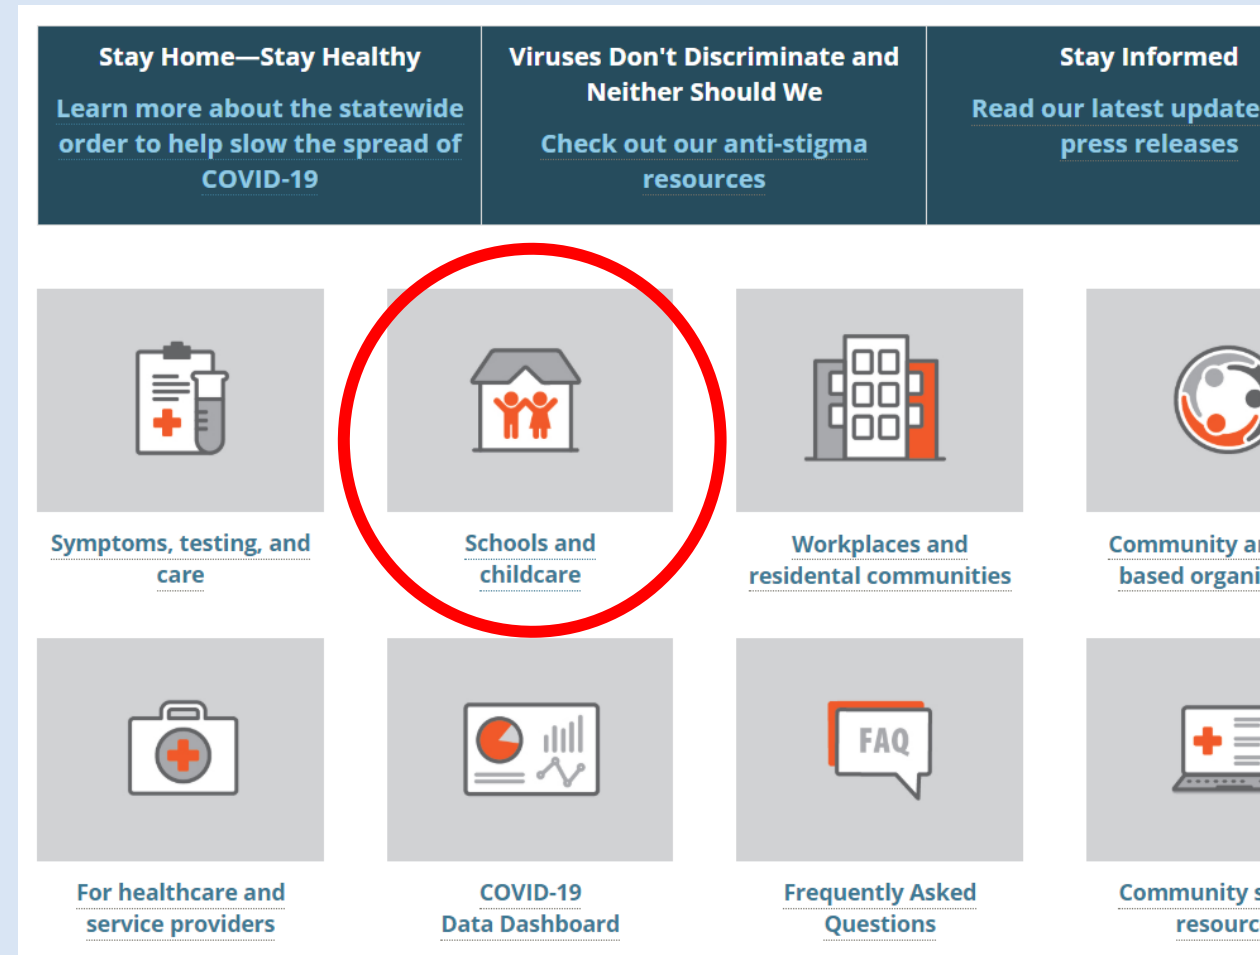 Stay Home—Stay Healthy
Learn more about the statewide
order to help slow the spread of
COVID-19
Viruses Don't Discriminate and
Neither Should We
Check out our anti-stigma
resources
Stay Informed
Read our latest update
press releases
Symptoms, testing, and
care
Schools and
childcare
Workplaces and
residental communities
Community
based
FAQ
For healthcare and
service providers
COVID-19
Data Dashboard
Frequently Asked
Questions
Community